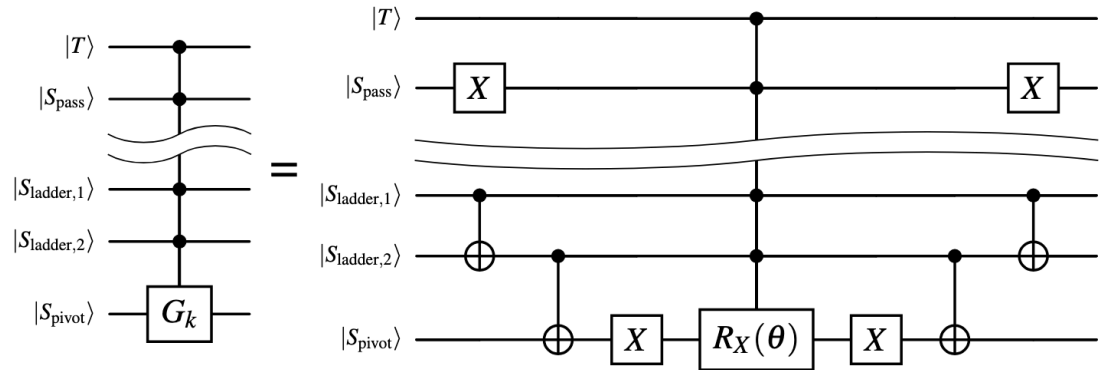 |T⟩
|S_pass⟩
|S_ladder,1⟩
|S_ladder,2⟩
|S_pivot⟩
G_k
=
|T⟩
|S_pass⟩
X
X
|S_ladder,1⟩
|S_ladder,2⟩
|S_pivot⟩
X
R_X(θ)
X